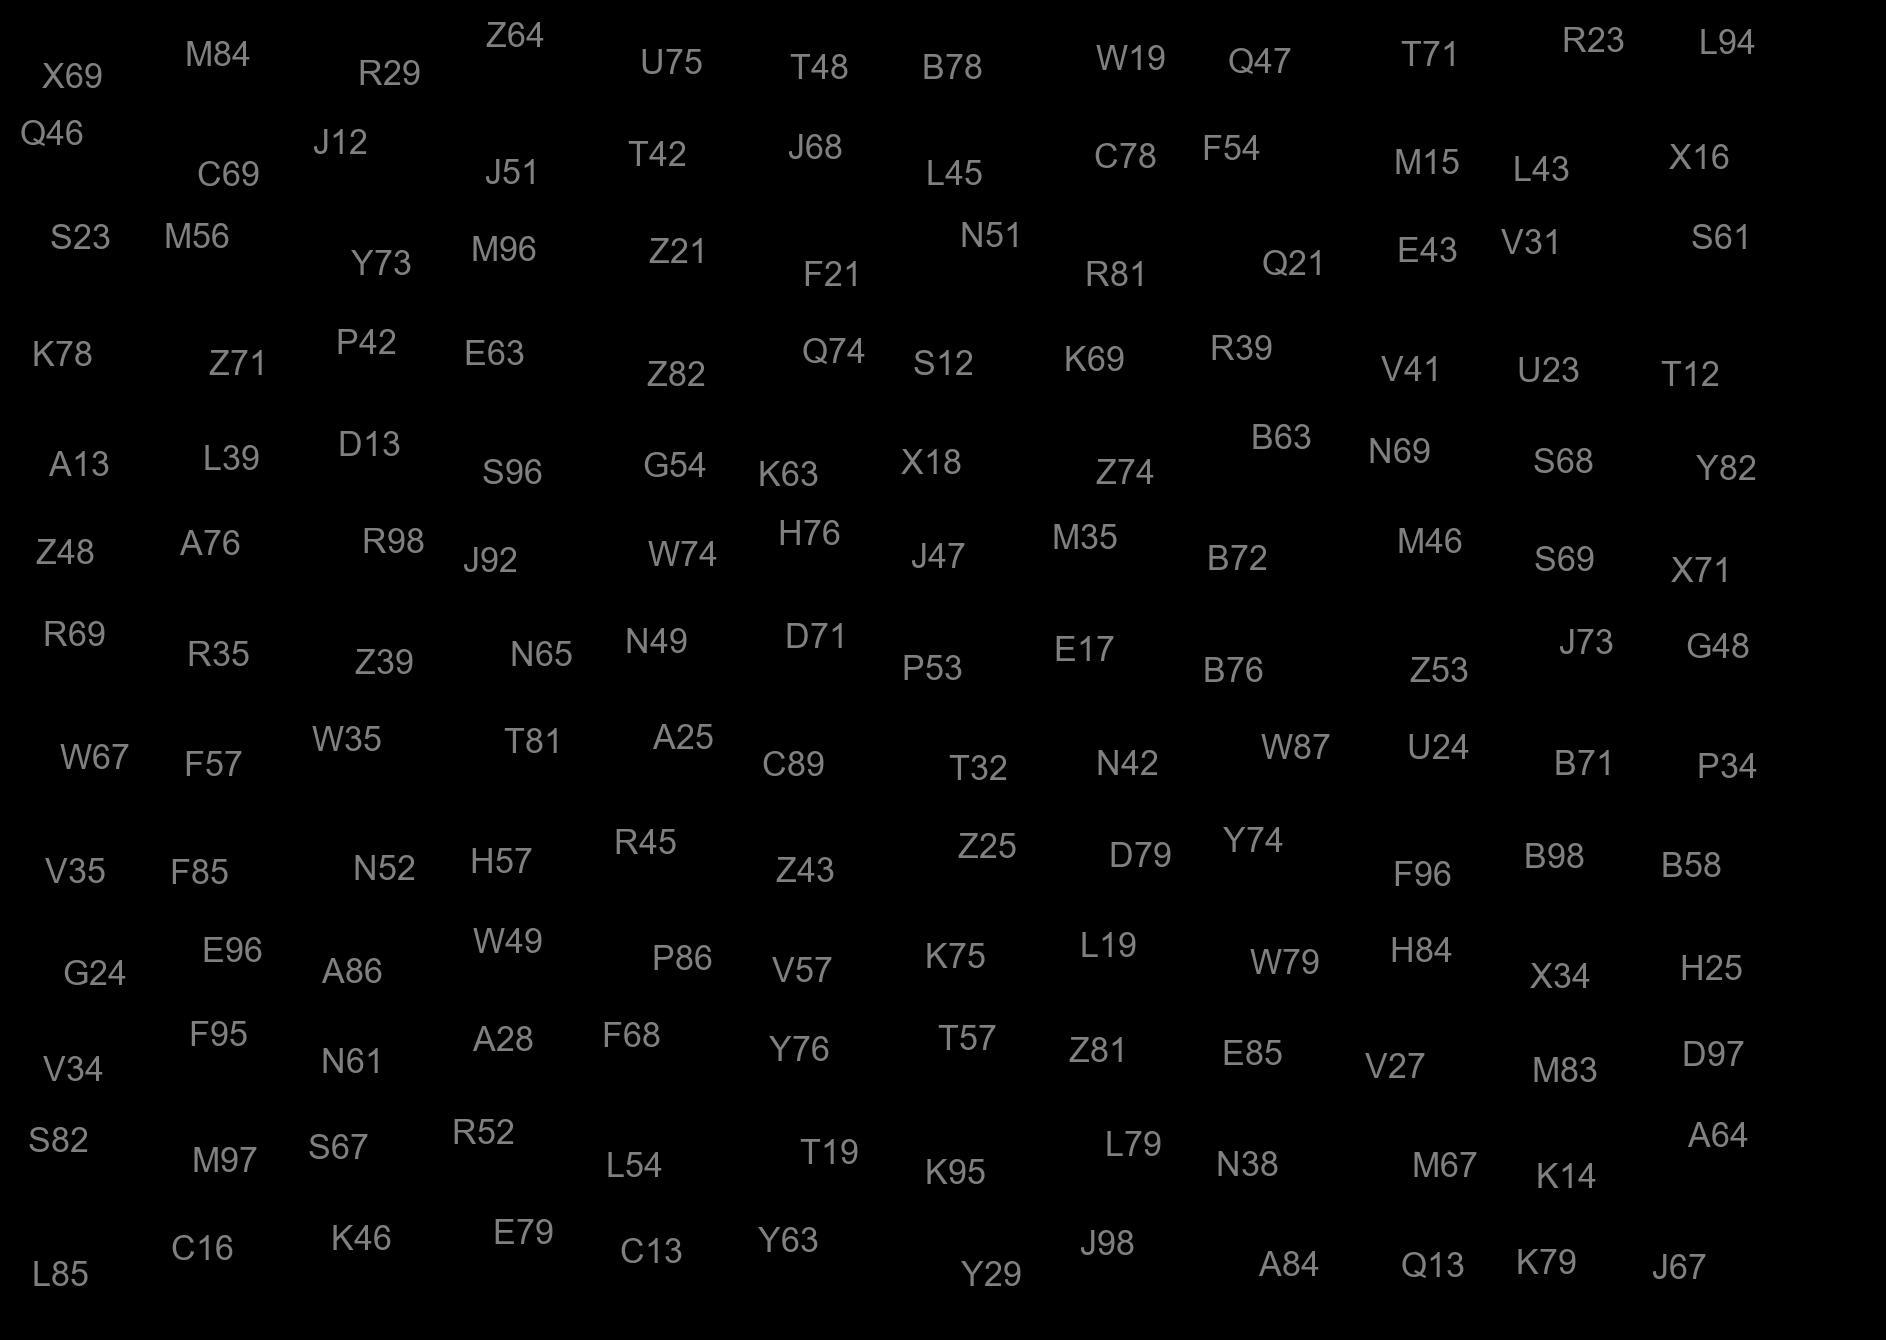 X69 M84 R29 Z64 U75 T48 B78 W19 Q47 T71 R23 L94
Q46 C69 J12 J51 T42 J68 L45 C78 F54 M15 L43 X16
S23 M56 Y73 M96 Z21 F21 N51 R81 Q21 E43 V31 S61
K78 Z71 P42 E63 Z82 Q74 S12 K69 R39 V41 U23 T12
A13 L39 D13 S96 G54 K63 X18 Z74 B63 N69 S68 Y82
Z48 A76 R98 J92 W74 H76 J47 M35 B72 M46 S69 X71
R69 R35 Z39 N65 N49 D71 P53 E17 B76 Z53 J73 G48
W67 F57 W35 T81 A25 C89 T32 N42 W87 U24 B71 P34
V35 F85 N52 H57 R45 Z43 Z25 D79 Y74 F96 B98 B58
G24 E96 A86 W49 P86 V57 K75 L19 W79 H84 X34 H25
V34 F95 N61 A28 F68 Y76 T57 Z81 E85 V27 M83 D97
S82 M97 S67 R52 L54 T19 K95 L79 N38 M67 K14 A64
L85 C16 K46 E79 C13 Y63 Y29 J98 A84 Q13 K79 J67